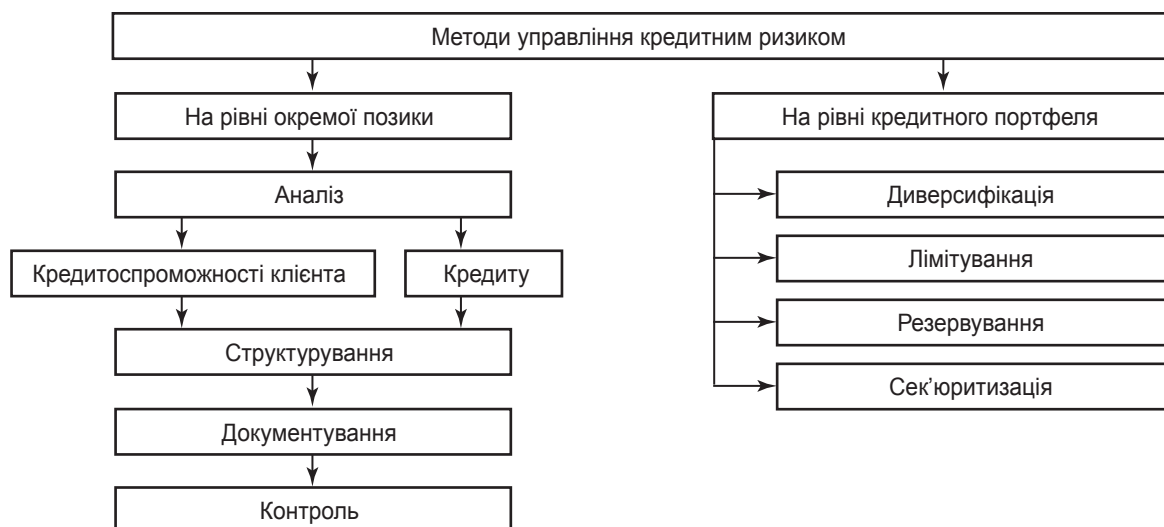 Методи управління кредитним ризиком
На рівні окремої позики
Аналіз
Кредитоспроможності клієнта
Кредиту
Структурування
Документування
Контроль
На рівні кредитного портфеля
Диверсифікація
Лімітування
Резервування
Сек’юритизація